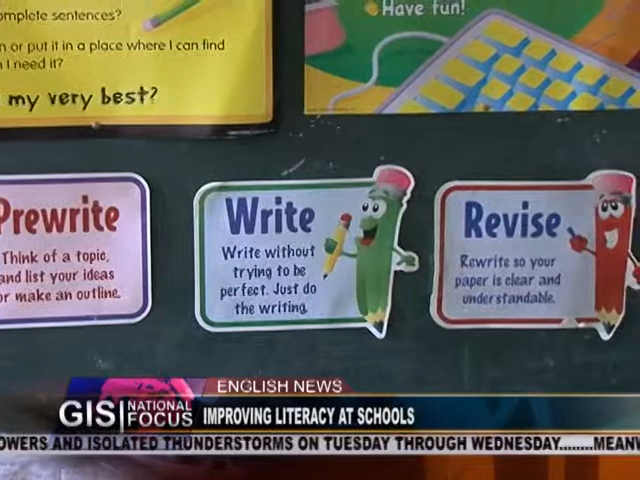 omplete sentences?
n or put it in a place where I can find
I need it?
my very best?
Have fun!
Prewrite
Think of a topic,
and list your ideas
or make an outline.
Write
Write without
trying to be
perfect. Just do
the writing.
Revise
Rewrite so your
paper is clear and
understandable.
ENGLISH NEWS
GIS NATIONAL FOCUS
IMPROVING LITERACY AT SCHOOLS
OWERS AND ISOLATED THUNDERSTORMS ON TUESDAY THROUGH WEDNESDAY........MEANW